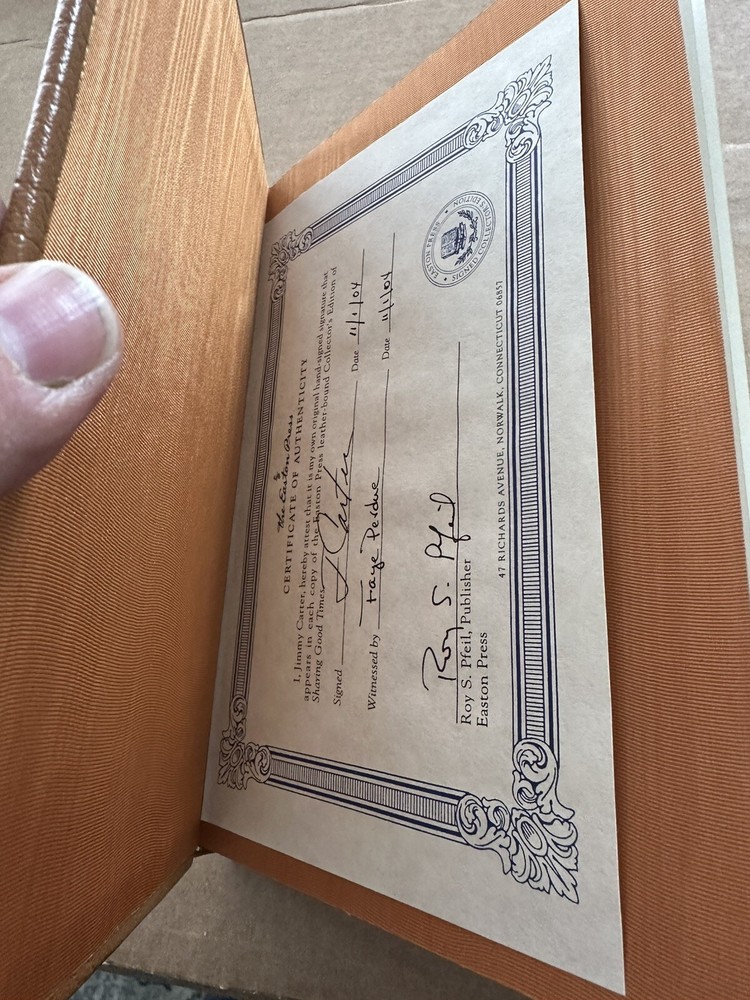 The Easton Press
CERTIFICATE OF AUTHENTICITY
I, Jimmy Carter, hereby attest that it is my own original hand-signed signature that
appears in each copy of the Easton Press leather-bound Collector's Edition of
Sharing Good Times.
Signed J Carter Date 11/1/04
Witnessed by Faye Perdue Date 11/1/04
Roy S. Pfeil
Roy S. Pfeil, Publisher
Easton Press
EASTON PRESS • SIGNED COLLECTOR'S EDITION •
47 RICHARDS AVENUE, NORWALK, CONNECTICUT 06857